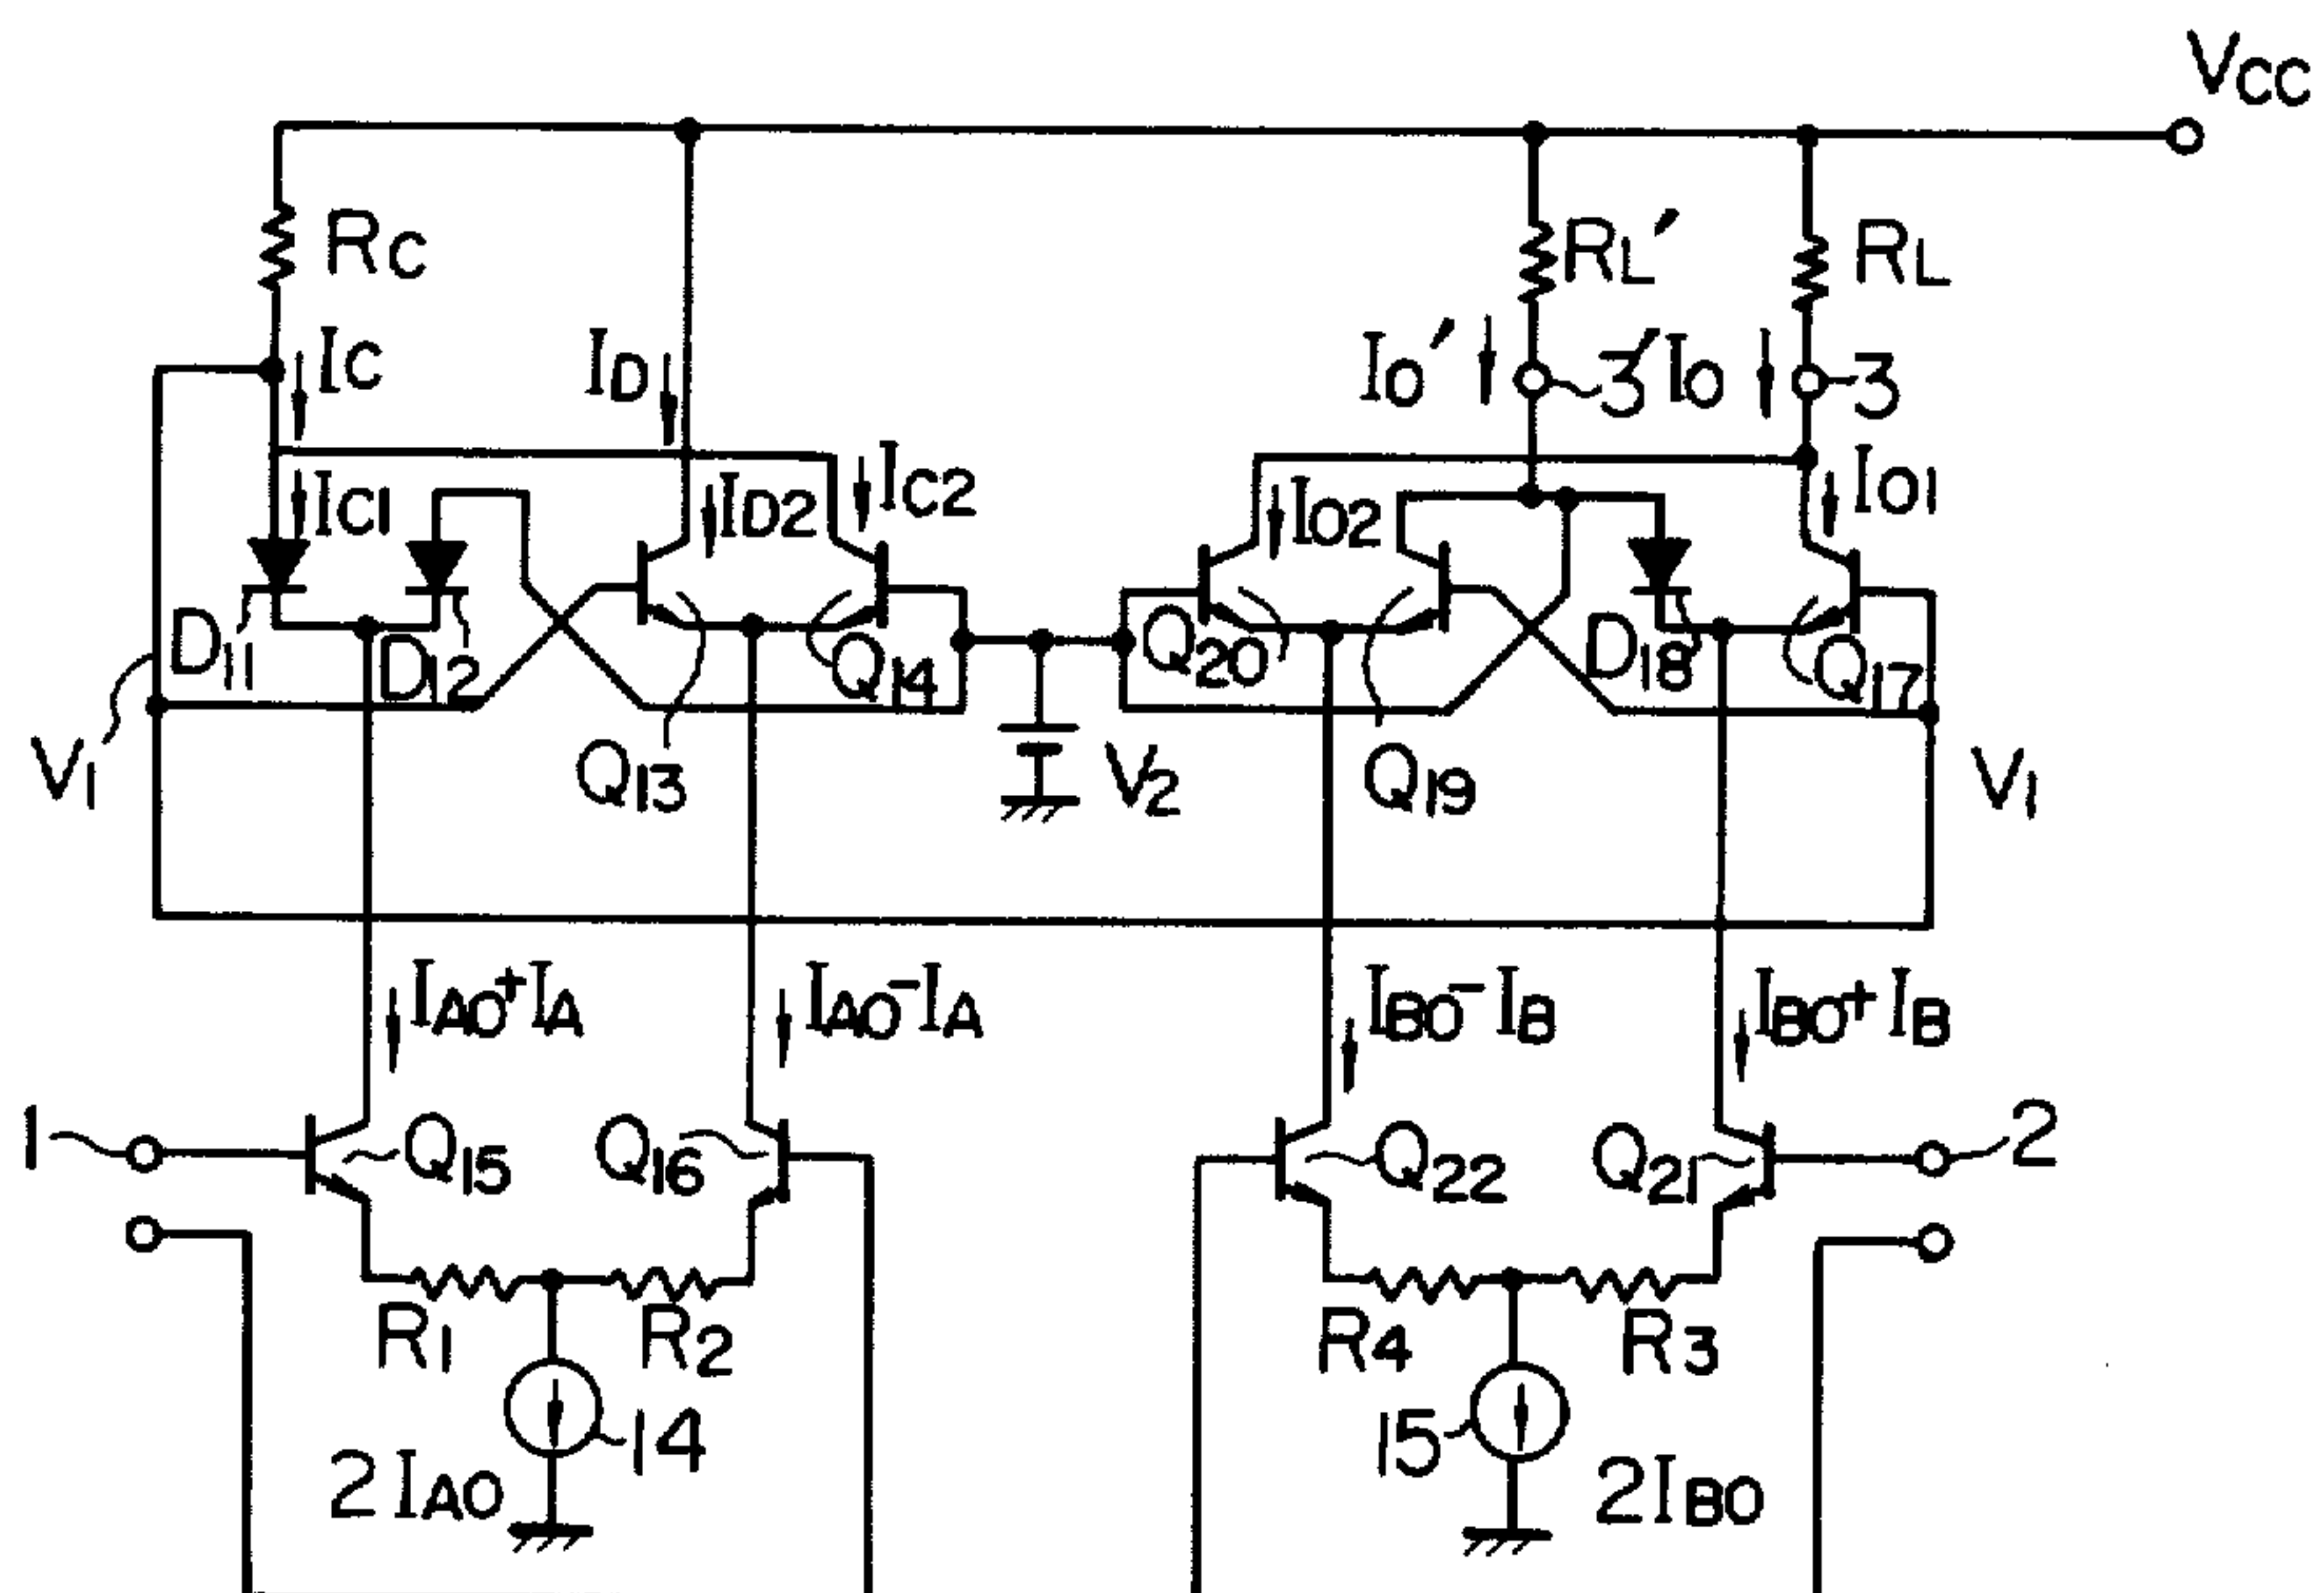 VCC
RC
RL'
RL
IC
ID
IO'
3'
IO
3
IC1
ID2
IC2
IO2
IO1
D11
D12
Q14
Q20
D18
Q17
V1
Q13
V2
Q19
V1
IAO+IA
IAO-IA
IBO-IB
IBO+IB
1
Q15
Q16
Q22
Q21
2
R1
R2
R4
R3
14
15
2IAO
2IBO